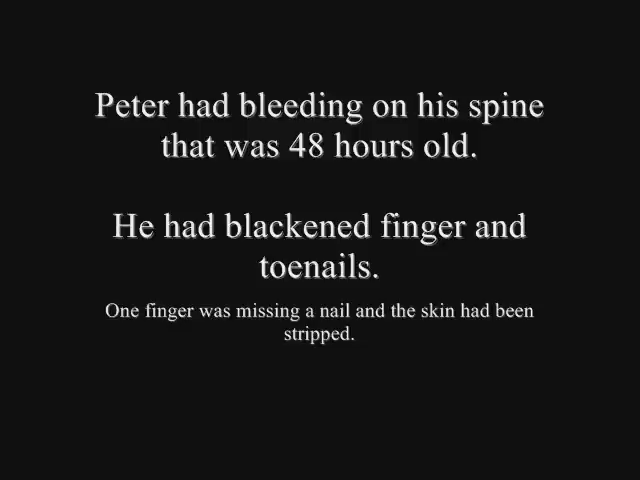 Peter had bleeding on his spine
that was 48 hours old.
He had blackened finger and
toenails.
One finger was missing a nail and the skin had been
stripped.